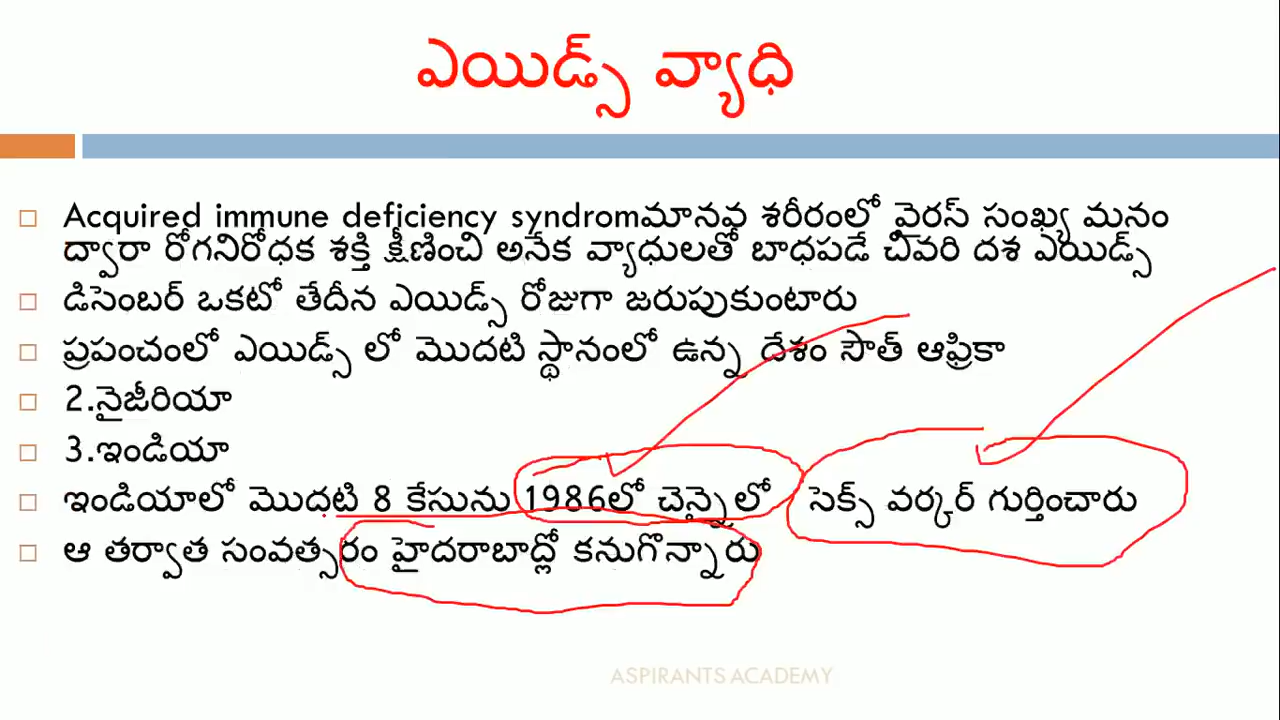 ఎయిడ్స్ వ్యాధి
Acquired immune deficiency syndromమానవ శరీరంలో వైరస్ సంఖ్య మనం
ద్వారా రోగనిరోధక శక్తి క్షీణించి అనేక వ్యాధులతో బాధపడే చివరి దశ ఎయిడ్స్
డిసెంబర్ ఒకటో తేదీన ఎయిడ్స్ రోజుగా జరుపుకుంటారు
ప్రపంచంలో ఎయిడ్స్ లో మొదటి స్థానంలో ఉన్న దేశం సౌత్ ఆఫ్రికా
2.నైజీరియా
3.ఇండియా
ఇండియాలో మొదటి 8 కేసును 1986లో చెన్నైలో సెక్స్ వర్కర్ గుర్తించారు
ఆ తర్వాత సంవత్సరం హైదరాబాద్లో కనుగొన్నారు
ASPIRANTS ACADEMY